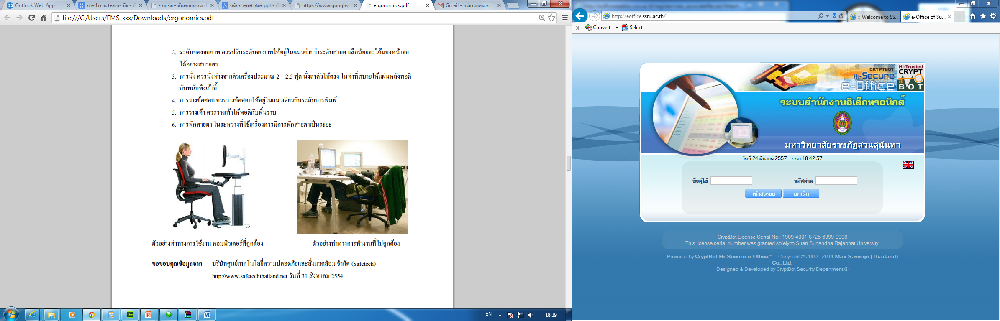 Outlook Web App
การทำงาน teams คือ - ค้
• บอร์ด - ห้องขายแหลก !
หลักการยศาสตร์ ppt - ค้
https://www.google.c
ergonomics.pdf
Gmail - กล่องจดหมาย
file:///C:/Users/FMS-xxx/Downloads/ergonomics.pdf
2. ระดับของจอภาพ ควรปรับระดับจอภาพให้อยู่ในแนวต่ำกว่าระดับสายตาเล็กน้อยจะได้มองหน้าจอ
ได้อย่างสบายตา
3. การนั่ง ควรนั่งห่างจากตัวเครื่องประมาณ 2 – 2.5 ฟุต นั่งลาตัวให้ตรง ในท่าที่สบายให้แผ่นหลังพอดี
กับพนักพิงเก้าอี้
4. การวางข้อศอก ควรวางข้อศอกให้อยู่ในแนวเดียวกับระดับการพิมพ์
5. การวางเท้า ควรวางเท้าให้พอดีกับพื้นราบ
6. การพักสายตา ในระหว่างที่ใช้เครื่องควรมีการพักสายตาเป็นระยะ
ตัวอย่างท่าทางการใช้งาน คอมพิวเตอร์ที่ถูกต้อง
ตัวอย่างท่าทางการทำงานที่ไม่ถูกต้อง
ขอขอบคุณข้อมูลจาก บริษัทศูนย์เทคโนโลยี่ความปลอดภัยและสิ่งแวดล้อม จำกัด (Safetech)
http://www.safetechthailand.net วันที่ 31 สิงหาคม 2554
EN
18:39
http://eoffice.ssru.ac.th/
:: Welcome to SS...
e-Office of Su...
x Convert Select
CRYPTBOT
Hi-Secure
e-Office
Hi-Trusted
CRYPT
BOT
ระบบสำนักงานอิเล็กทรอนิกส์
มหาวิทยาลัยราชภัฏสวนสุนันทา
วันที่ 24 มีนาคม 2557 เวลา 18:42:57
ชื่อผู้ใช้
รหัสผ่าน
เข้าสู่ระบบ
ยกเลิก
CryptBot License Serial No.: 1909-4001-8725-6399-9996
This license serial number was granted solely to Suan Sunandha Rajabhat University.
Powered by CryptBot Hi-Secure e-Office™ : Copyright © 2000 - 2014 Max Savings (Thailand)
Co.,Ltd.
Designed & Developed by CryptBot Security Department ®